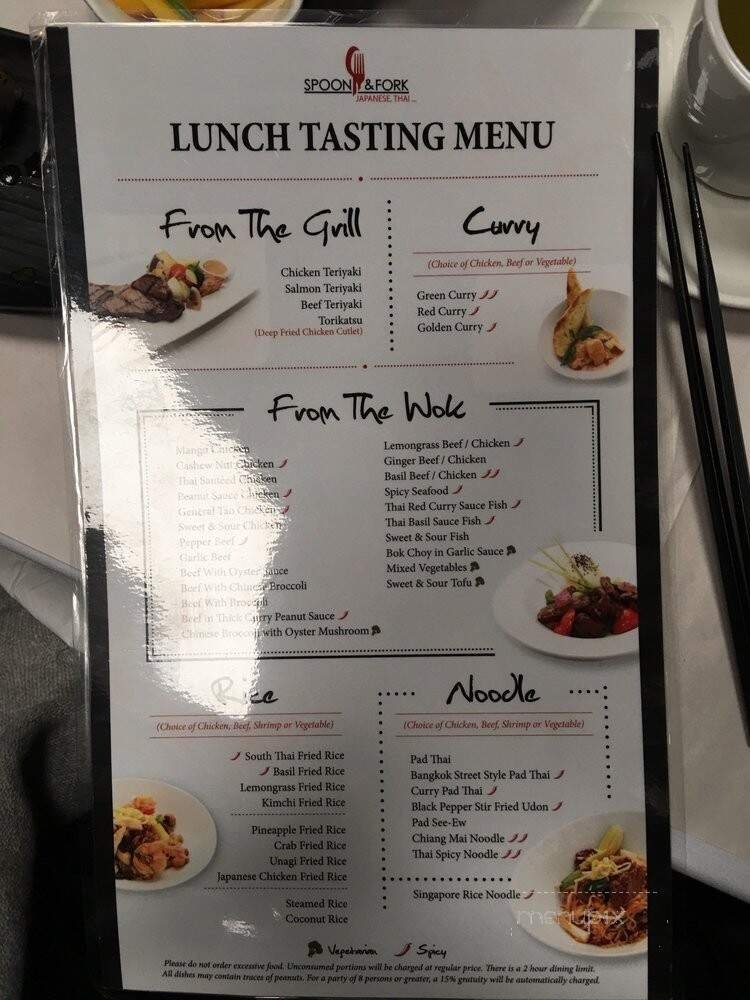 SPOON & FORK
JAPANESE, THAI ...
LUNCH TASTING MENU
From The Grill
Chicken Teriyaki
Salmon Teriyaki
Beef Teriyaki
Torikatsu
(Deep Fried Chicken Cutlet)
Curry
(Choice of Chicken, Beef or Vegetable)
Green Curry
Red Curry
Golden Curry
From The Wok
Mango Chicken
Cashew Nut Chicken
Thai Sauteed Chicken
Peanut Sauce Chicken
General Tao Chicken
Sweet & Sour Chicken
Pepper Beef
Garlic Beef
Beef With Oyster Sauce
Beef With Chinese Broccoli
Beef With Broccoli
Beef in Thick Curry Peanut Sauce
Chinese Broccoli with Oyster Mushroom
Lemongrass Beef / Chicken
Ginger Beef / Chicken
Basil Beef / Chicken
Spicy Seafood
Thai Red Curry Sauce Fish
Thai Basil Sauce Fish
Sweet & Sour Fish
Bok Choy in Garlic Sauce
Mixed Vegetables
Sweet & Sour Tofu
Rice
(Choice of Chicken, Beef, Shrimp or Vegetable)
South Thai Fried Rice
Basil Fried Rice
Lemongrass Fried Rice
Kimchi Fried Rice
Pineapple Fried Rice
Crab Fried Rice
Unagi Fried Rice
Japanese Chicken Fried Rice
Steamed Rice
Coconut Rice
Noodle
(Choice of Chicken, Beef, Shrimp or Vegetable)
Pad Thai
Bangkok Street Style Pad Thai
Curry Pad Thai
Black Pepper Stir Fried Udon
Pad See-Ew
Chiang Mai Noodle
Thai Spicy Noodle
Singapore Rice Noodle
menupix
Vegetarian Spicy
Please do not order excessive food. Unconsumed portions will be charged at regular price. There is a 2 hour dining limit.
All dishes may contain traces of peanuts. For a party of 8 persons or greater, a 15% gratuity will be automatically charged.